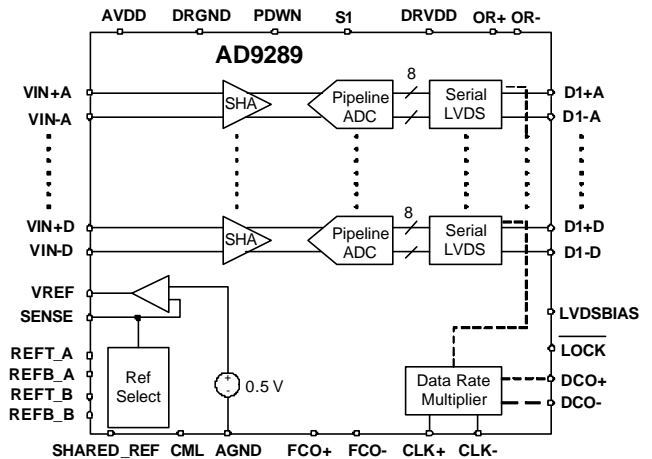 AVDD DRGND PDWN S1 DRVDD OR+ OR-
AD9289
VIN+A SHA Pipeline ADC 8 Serial LVDS D1+A
VIN-A D1-A
VIN+D SHA Pipeline ADC 8 Serial LVDS D1+D
VIN-D D1-D
VREF
SENSE LVDSBIAS
REFT_A LOCK
REFB_A Ref Select 0.5 V Data Rate Multiplier DCO+
REFT_B DCO-
REFB_B
SHARED_REF CML AGND FCO+ FCO- CLK+ CLK-